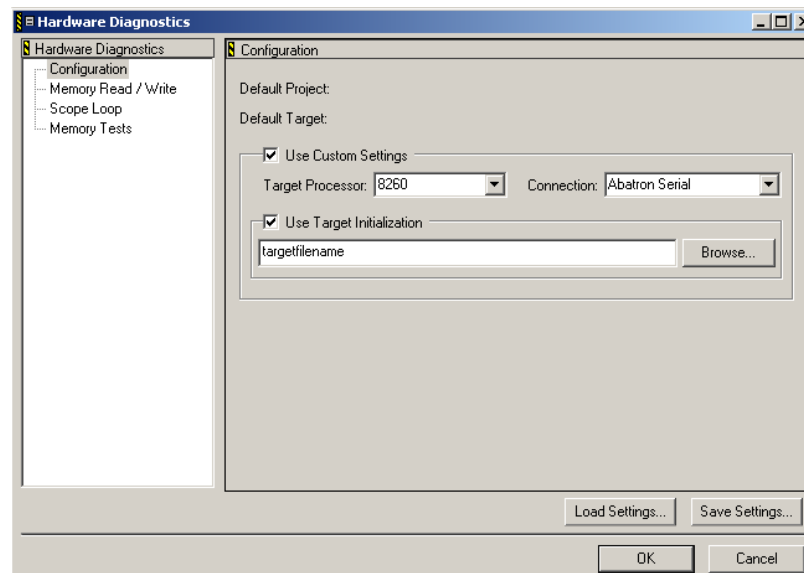 Hardware Diagnostics
Hardware Diagnostics
Configuration
Memory Read / Write
Scope Loop
Memory Tests
Configuration
Default Project:
Default Target:
Use Custom Settings
Target Processor: 8260 Connection: Abatron Serial
Use Target Initialization
targetfilename Browse...
Load Settings... Save Settings...
OK Cancel